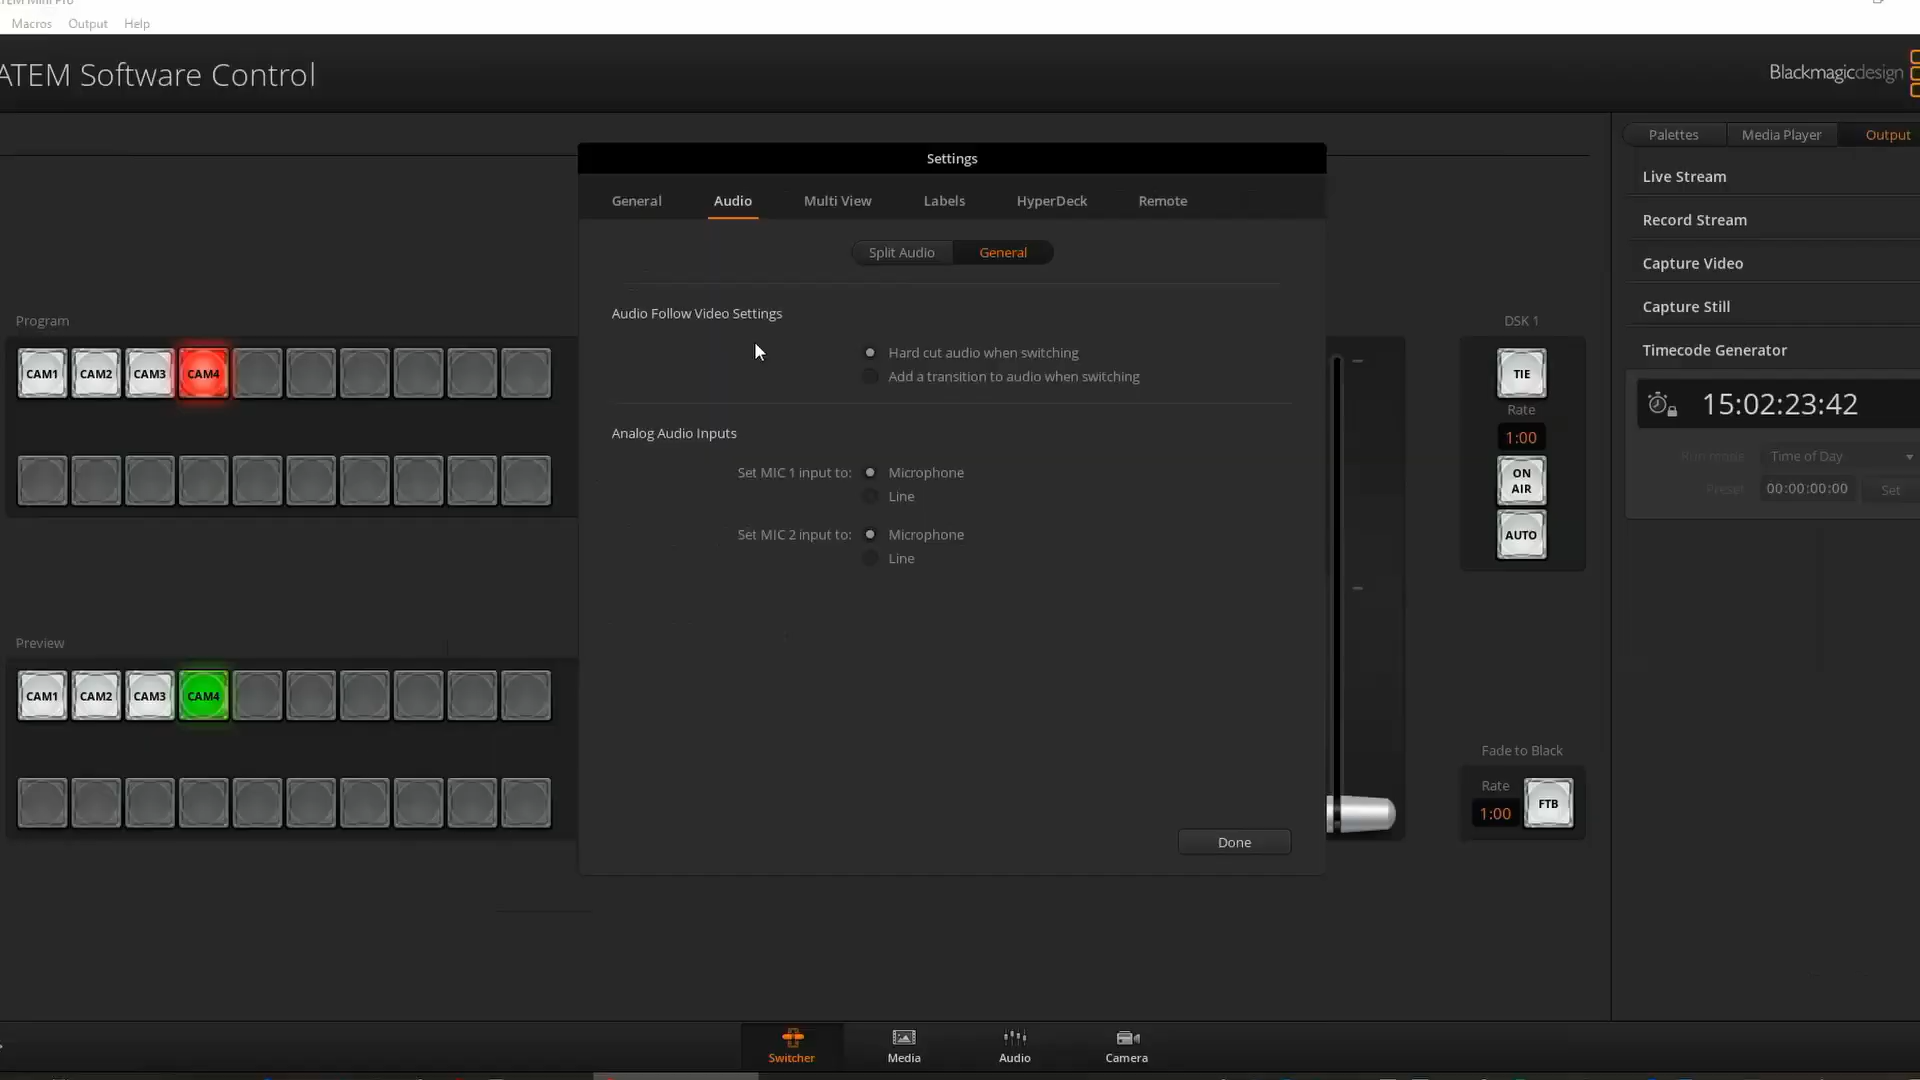 Macros Output Help
ATEM Software Control
Blackmagicdesign
Palettes Media Player Output
Settings
Live Stream
General Audio Multi View Labels HyperDeck Remote
Record Stream
Split Audio General
Capture Video
Capture Still
Audio Follow Video Settings
Program
DSK 1
Hard cut audio when switching
Timecode Generator
CAM1 CAM2 CAM3 CAM4
TIE
Add a transition to audio when switching
15:02:23:42
Rate
1:00
Analog Audio Inputs
Time of Day
Set MIC 1 input to: Microphone
ON AIR
Preset 00:00:00:00 Set
Line
Set MIC 2 input to: Microphone
AUTO
Line
Preview
CAM1 CAM2 CAM3 CAM4
Fade to Black
Rate
1:00
FTB
Done
Switcher Media Audio Camera